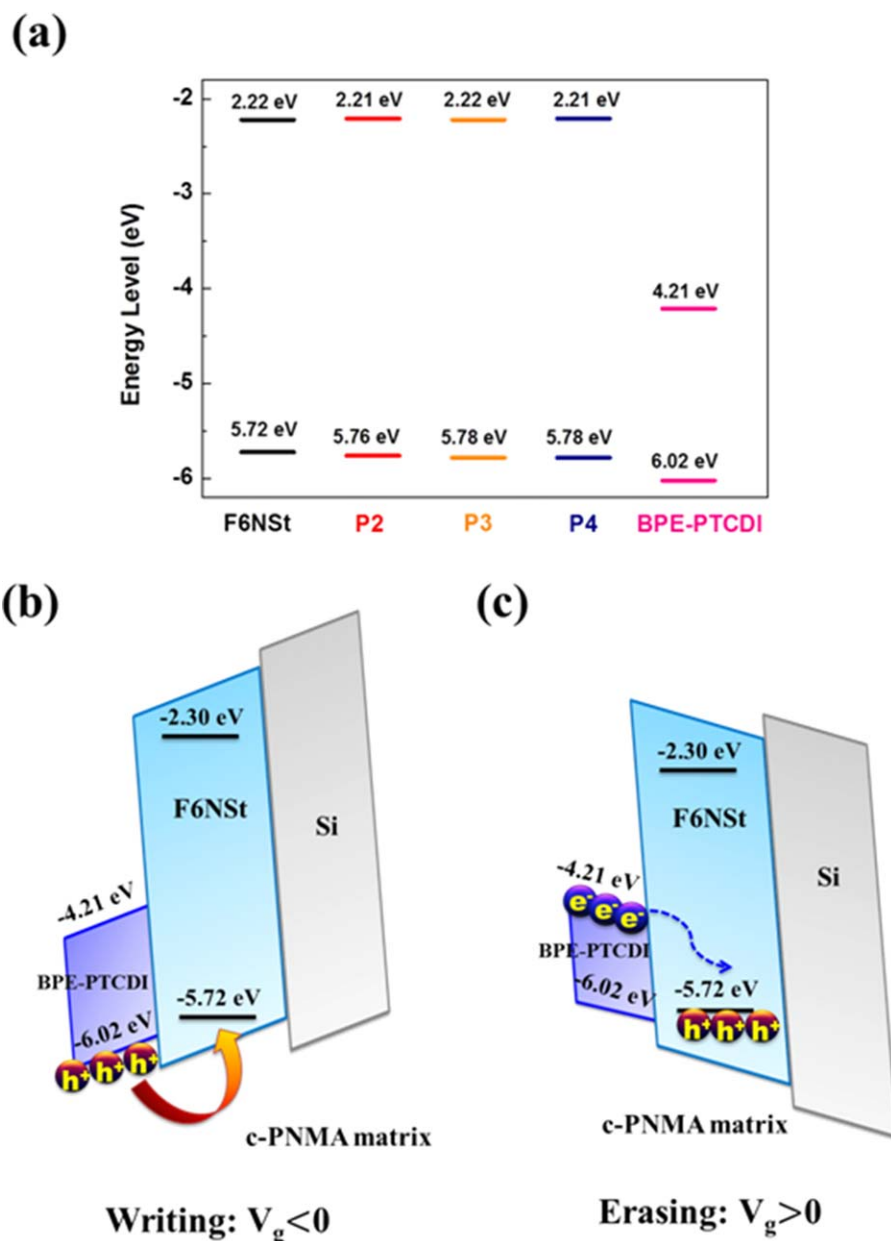 (a)
Energy Level (eV)
-2
-3
-4
-5
-6
2.22 eV
2.21 eV
2.22 eV
2.21 eV
4.21 eV
5.72 eV
5.76 eV
5.78 eV
5.78 eV
6.02 eV
F6NSt
P2
P3
P4
BPE-PTCDI
(b)
-2.30 eV
F6NSt
Si
-4.21 eV
BPE-PTCDI
-6.02 eV
-5.72 eV
h⁺ h⁺ h⁺
c-PNMA matrix
Writing: V_g<0
(c)
-2.30 eV
F6NSt
Si
-4.21 eV
e⁻ e⁻ e⁻
BPE-PTCDI
-6.02 eV
-5.72 eV
h⁺ h⁺ h⁺
c-PNMA matrix
Erasing: V_g>0